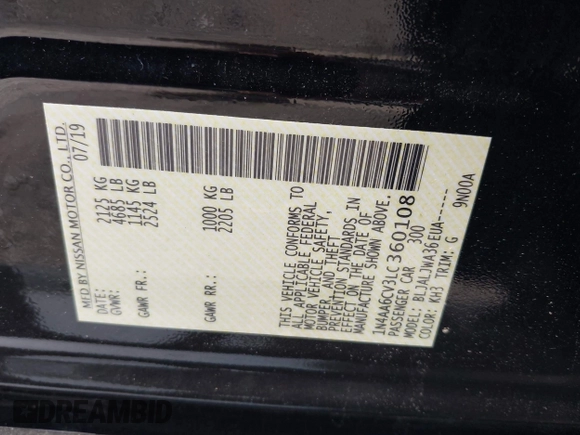 MFD BY NISSAN MOTOR CO., LTD.
DATE: 07/19
GVWR: 2125 KG
4685 LB
GAWR FR: 1145 KG
2524 LB
GAWR RR: 1000 KG
2205 LB
THIS VEHICLE CONFORMS TO
ALL APPLICABLE FEDERAL
MOTOR VEHICLE SAFETY,
BUMPER, AND THEFT
PREVENTION STANDARDS IN
EFFECT ON THE DATE OF
MANUFACTURE SHOWN ABOVE.
1N4AA6CV3LC360108
PASSENGER CAR 300
MODEL: BLJALJWA36EUA------
COLOR: KH3 TRIM: G 9N00A
DREAMBID